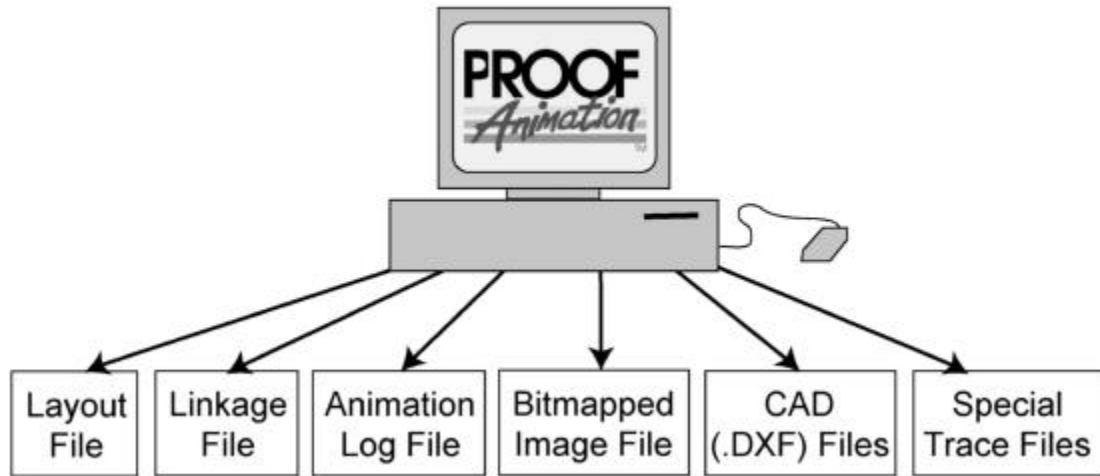 PROOF
Animation
Layout
File
Linkage
File
Animation
Log File
Bitmapped
Image File
CAD
(.DXF) Files
Special
Trace Files